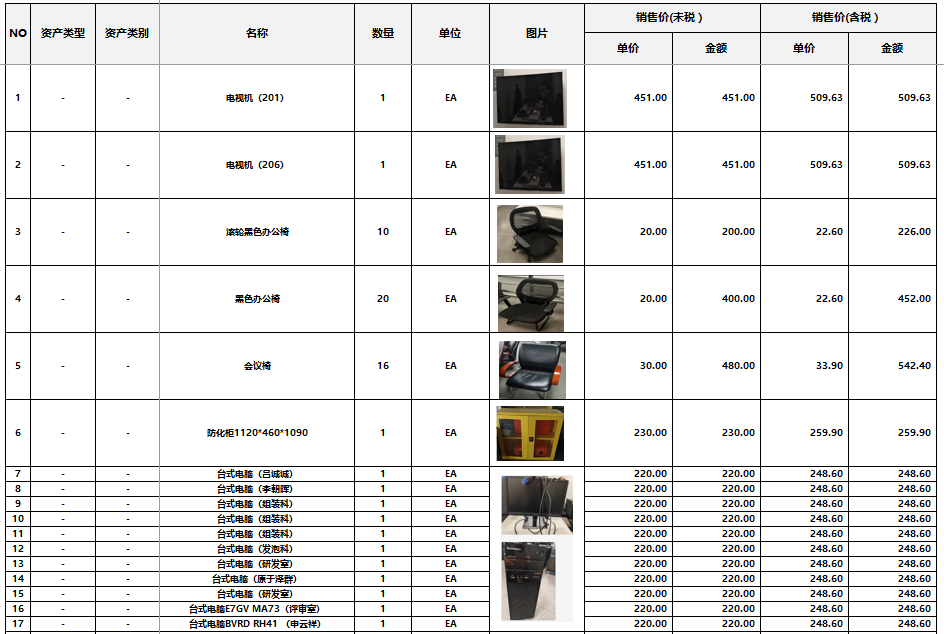 NO 资产类型 资产类别 名称 数量 单位 图片 销售价(未税) 销售价(含税)
单价 金额 单价 金额
1 - - 电视机（201） 1 EA 451.00 451.00 509.63 509.63
2 - - 电视机（206） 1 EA 451.00 451.00 509.63 509.63
3 - - 滚轮黑色办公椅 10 EA 20.00 200.00 22.60 226.00
4 - - 黑色办公椅 20 EA 20.00 400.00 22.60 452.00
5 - - 会议椅 16 EA 30.00 480.00 33.90 542.40
6 - - 防化柜1120*460*1090 1 EA 230.00 230.00 259.90 259.90
7 - - 台式电脑（吕诚诚） 1 EA 220.00 220.00 248.60 248.60
8 - - 台式电脑（李朝晖） 1 EA 220.00 220.00 248.60 248.60
9 - - 台式电脑（组装科） 1 EA 220.00 220.00 248.60 248.60
10 - - 台式电脑（组装科） 1 EA 220.00 220.00 248.60 248.60
11 - - 台式电脑（组装科） 1 EA 220.00 220.00 248.60 248.60
12 - - 台式电脑（发泡科） 1 EA 220.00 220.00 248.60 248.60
13 - - 台式电脑（研发室） 1 EA 220.00 220.00 248.60 248.60
14 - - 台式电脑（原于泽群） 1 EA 220.00 220.00 248.60 248.60
15 - - 台式电脑（研发室） 1 EA 220.00 220.00 248.60 248.60
16 - - 台式电脑E7GV MA73（评审室） 1 EA 220.00 220.00 248.60 248.60
17 - - 台式电脑BVRD RH41 （申云祥） 1 EA 220.00 220.00 248.60 248.60